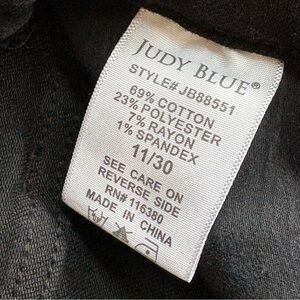 JUDY BLUE®
STYLE# JB88551
69% COTTON
23% POLYESTER
7% RAYON
1% SPANDEX
11/30
SEE CARE ON
REVERSE SIDE
RN# 116380
MADE IN CHINA